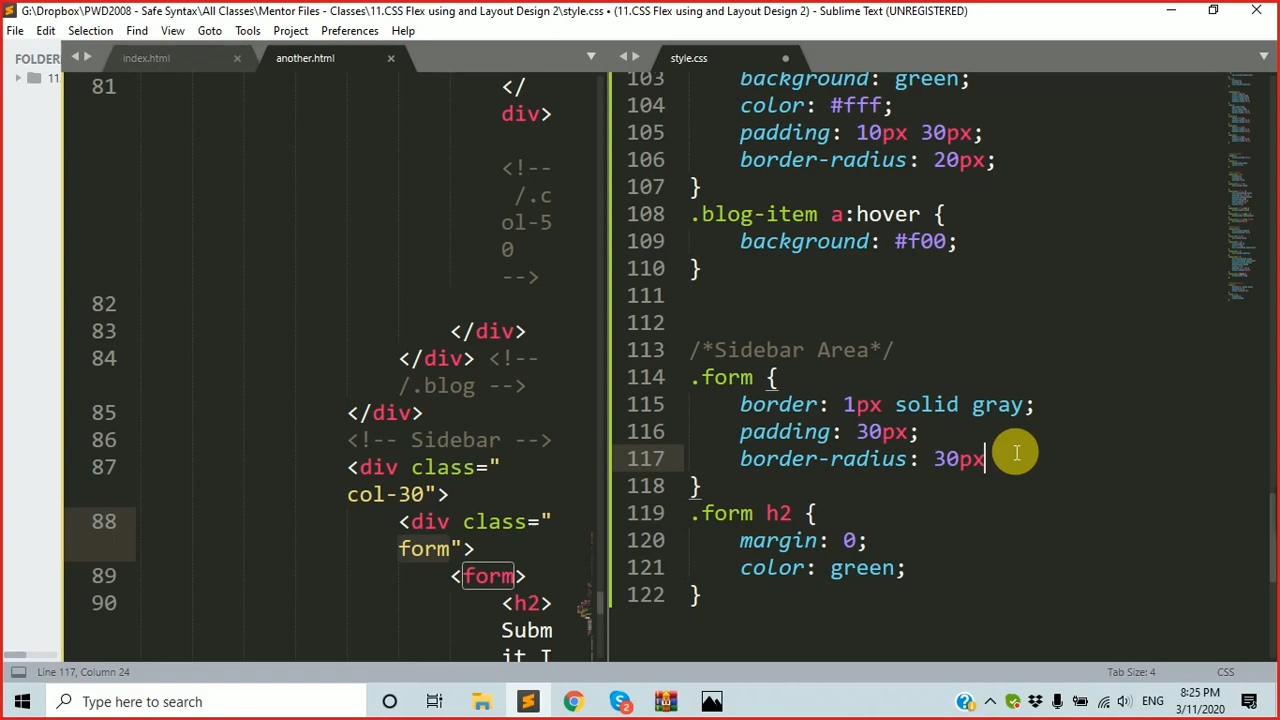 G:\Dropbox\PWD2008 - Safe Syntax\All Classes\Mentor Files - Classes\11.CSS Flex using and Layout Design 2\style.css • (11.CSS Flex using and Layout Design 2) - Sublime Text (UNREGISTERED)
File Edit Selection Find View Goto Tools Project Preferences Help
FOLDER
11.
index.html
another.html
81 </
div>
<!--
/.c
ol-5
0
-->
82
83 </div>
84 </div> <!--
/.blog -->
85 </div>
86 <!-- Sidebar -->
87 <div class="
col-30">
88 <div class="
form">
89 <form>
90 <h2>
Subm
it I
style.css
103 background: green;
104 color: #fff;
105 padding: 10px 30px;
106 border-radius: 20px;
107 }
108 .blog-item a:hover {
109 background: #f00;
110 }
111
112
113 /*Sidebar Area*/
114 .form {
115 border: 1px solid gray;
116 padding: 30px;
117 border-radius: 30px
118 }
119 .form h2 {
120 margin: 0;
121 color: green;
122 }
Line 117, Column 24
Tab Size: 4
CSS
Type here to search
2
ENG
8:25 PM
3/11/2020